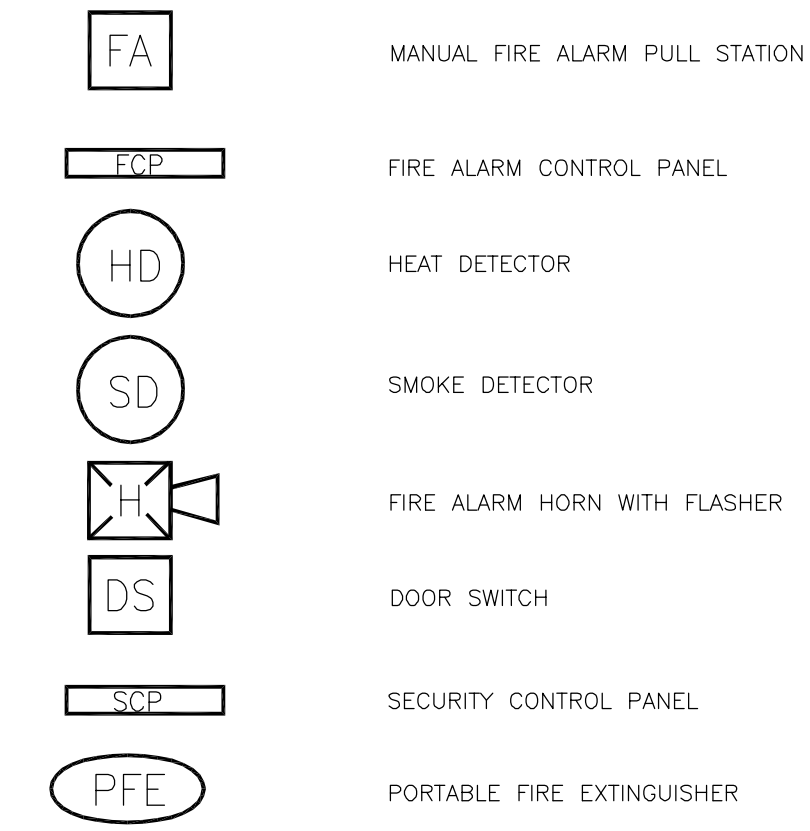 FA MANUAL FIRE ALARM PULL STATION
FCP FIRE ALARM CONTROL PANEL
HD HEAT DETECTOR
SD SMOKE DETECTOR
H FIRE ALARM HORN WITH FLASHER
DS DOOR SWITCH
SCP SECURITY CONTROL PANEL
PFE PORTABLE FIRE EXTINGUISHER